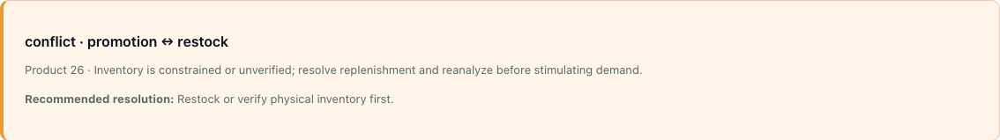 conflict · promotion ↔ restock
Product 26 · Inventory is constrained or unverified; resolve replenishment and reanalyze before stimulating demand.
Recommended resolution: Restock or verify physical inventory first.